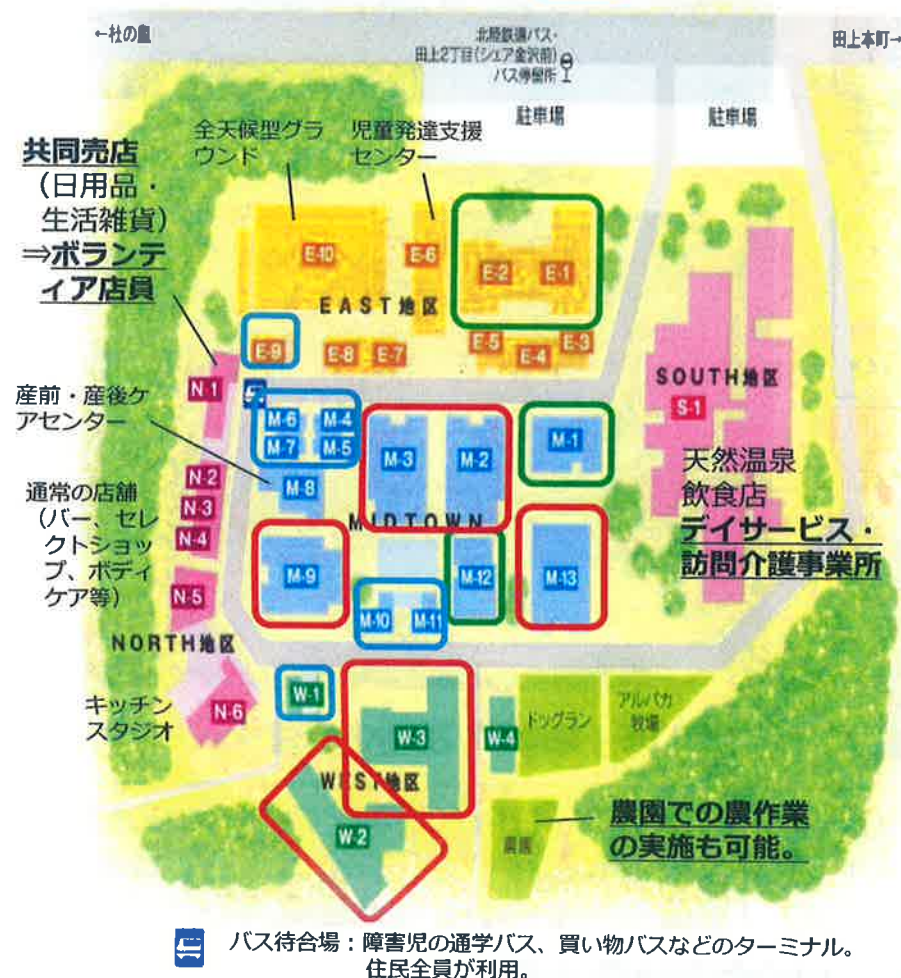 ←杜の里
北陸鉄道バス・
田上2丁目(シェア金沢前)
バス停留所
田上本町→
駐車場
駐車場
共同売店
(日用品・
生活雑貨)
⇒ボランテ
ィア店員
全天候型グラ
ウンド
児童発達支援
センター
E-10
E-6
E-2
E-1
EAST地区
E-9
E-8
E-7
E-5
E-4
E-3
N-1
産前・産後ケ
アセンター
M-6
M-4
M-7
M-5
M-3
M-2
M-1
SOUTH地区
S-1
天然温泉
飲食店
デイサービス・
訪問介護事業所
M-8
MIDTOWN
N-2
N-3
N-4
N-5
通常の店舗
(バー、セレ
クトショッ
プ、ボディ
ケア等)
M-9
M-12
M-13
M-10
M-11
NORTH地区
キッチン
スタジオ
N-6
W-1
W-3
W-4
ドッグラン
アルパカ
牧場
WEST地区
W-2
農園
農園での農作業
の実施も可能。
バス待合場:障害児の通学バス、買い物バスなどのターミナル。
住民全員が利用。